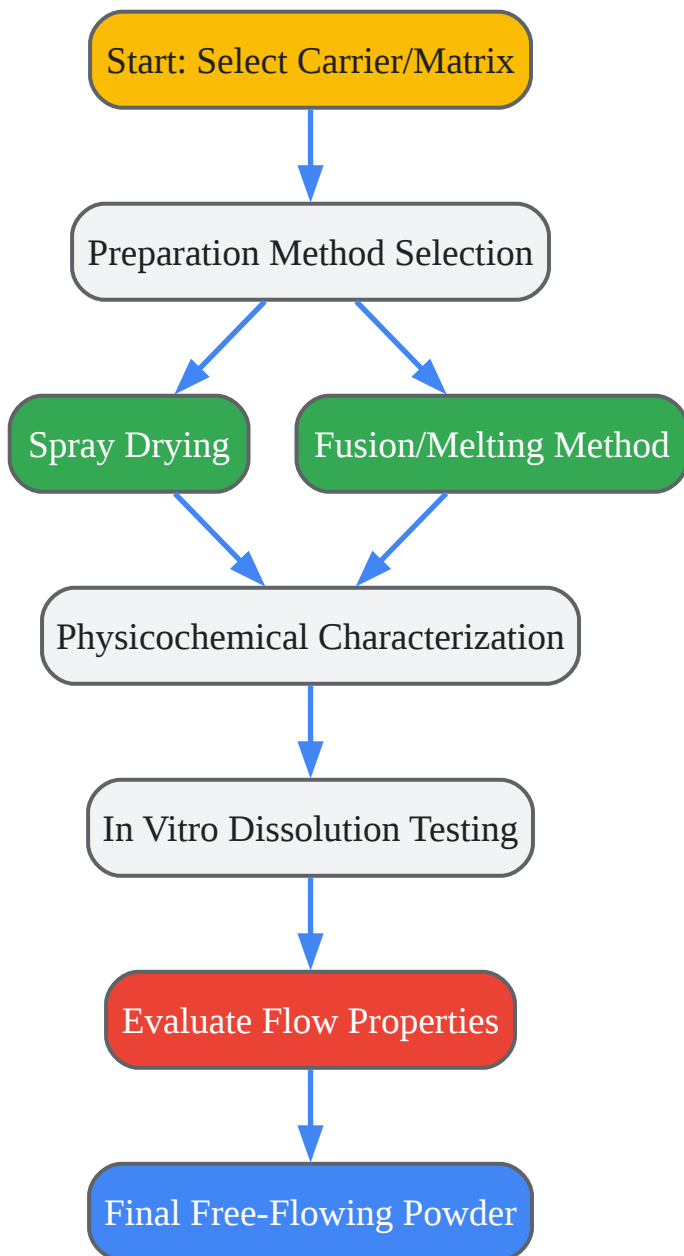 Start: Select Carrier/Matrix
Preparation Method Selection
Spray Drying
Fusion/Melting Method
Physicochemical Characterization
In Vitro Dissolution Testing
Evaluate Flow Properties
Final Free-Flowing Powder